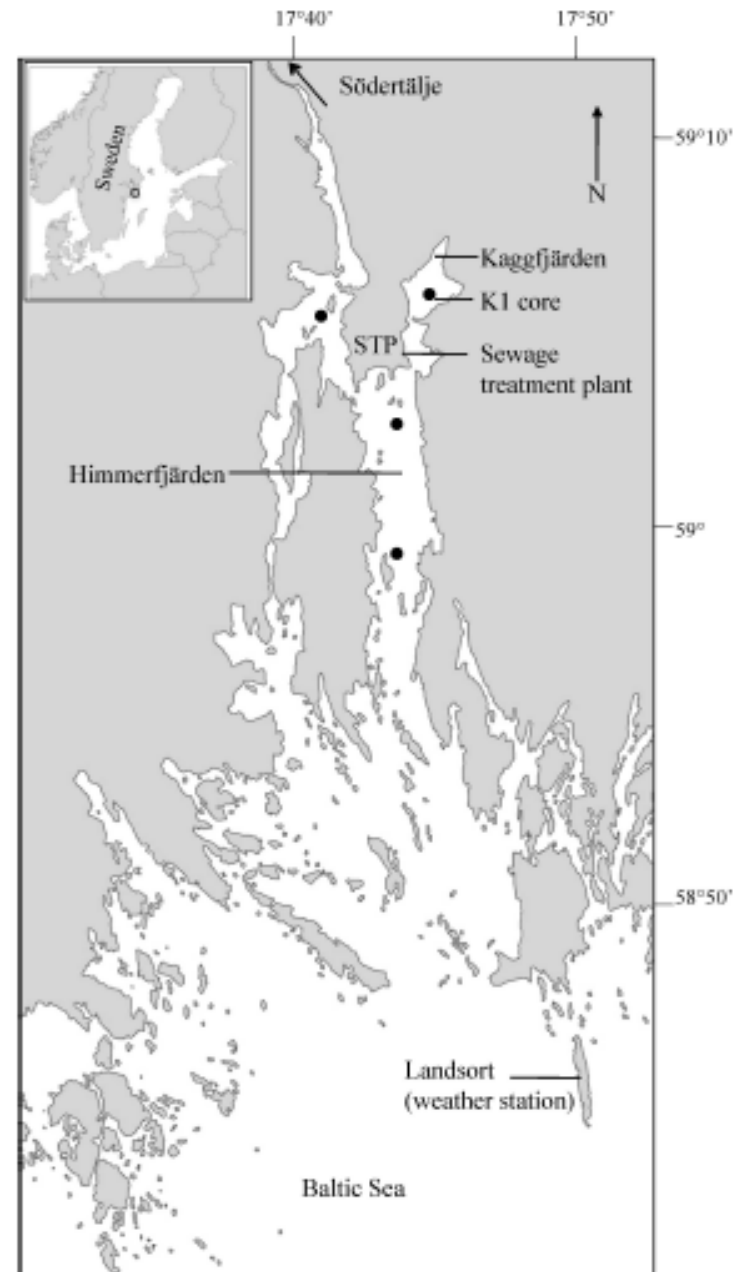 17°40′
17°50′
Södertälje
Sweden
59°10′
N
Kaggfjärden
K1 core
STP
Sewage
treatment plant
Himmerfjärden
59°
58°50′
Landsort
(weather station)
Baltic Sea